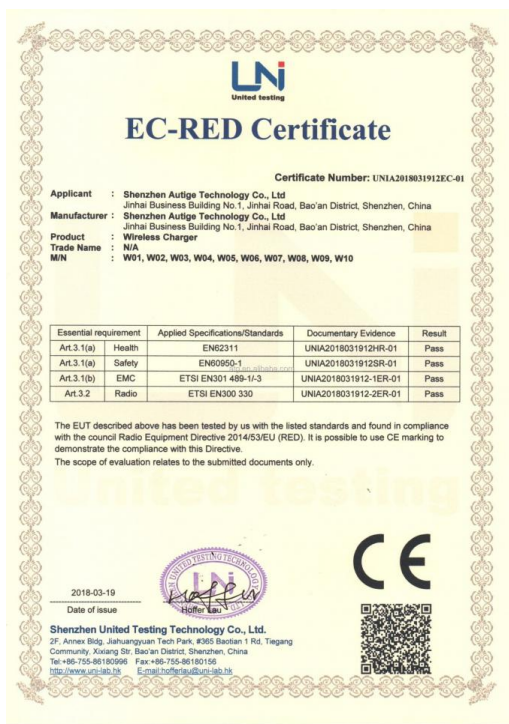 UNi
United testing
EC-RED Certificate
Certificate Number: UNIA2018031912EC-01
Applicant : Shenzhen Autige Technology Co., Ltd
Jinhai Business Building No.1, Jinhai Road, Bao'an District, Shenzhen, China
Manufacturer : Shenzhen Autige Technology Co., Ltd
Jinhai Business Building No.1, Jinhai Road, Bao'an District, Shenzhen, China
Product : Wireless Charger
Trade Name : N/A
M/N : W01, W02, W03, W04, W05, W06, W07, W08, W09, W10
Essential requirement Applied Specifications/Standards Documentary Evidence Result
Art.3.1(a) Health EN62311 UNIA2018031912HR-01 Pass
Art.3.1(a) Safety EN60950-1 UNIA2018031912SR-01 Pass
Art.3.1(b) EMC ETSI EN301 489-1/-3 UNIA2018031912-1ER-01 Pass
Art.3.2 Radio ETSI EN300 330 UNIA2018031912-2ER-01 Pass
The EUT described above has been tested by us with the listed standards and found in compliance
with the council Radio Equipment Directive 2014/53/EU (RED). It is possible to use CE marking to
demonstrate the compliance with this Directive.
The scope of evaluation relates to the submitted documents only.
United testing
CE
2018-03-19
Date of issue
Hoffer Lau
Shenzhen United Testing Technology Co., Ltd.
2F, Annex Bldg, Jiahuangyuan Tech Park, #365 Baotian 1 Rd, Tiegang
Community, Xixiang Str, Bao'an District, Shenzhen, China
Tel:+86-755-86180996 Fax:+86-755-86180156
http://www.uni-lab.hk E-mail:hofferlau@uni-lab.hk